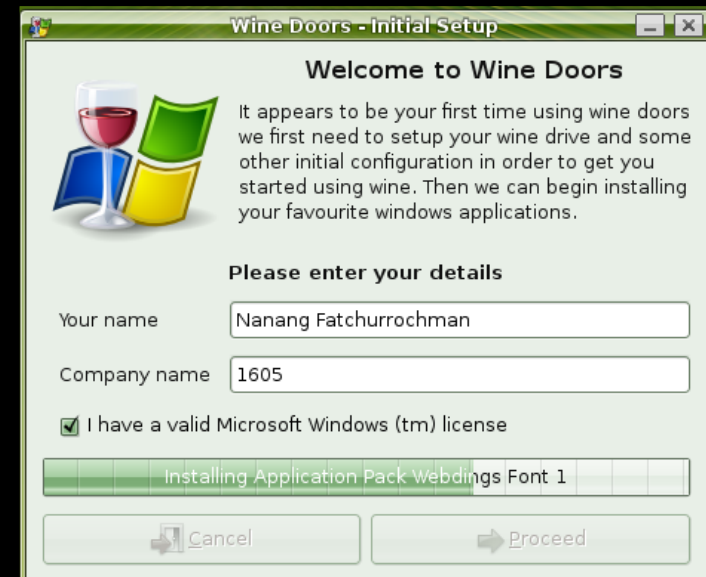 Wine Doors - Initial Setup
Welcome to Wine Doors
It appears to be your first time using wine doors
we first need to setup your wine drive and some
other initial configuration in order to get you
started using wine. Then we can begin installing
your favourite windows applications.
Please enter your details
Your name Nanang Fatchurrochman
Company name 1605
I have a valid Microsoft Windows (tm) license
Installing Application Pack Webdings Font 1
Cancel Proceed